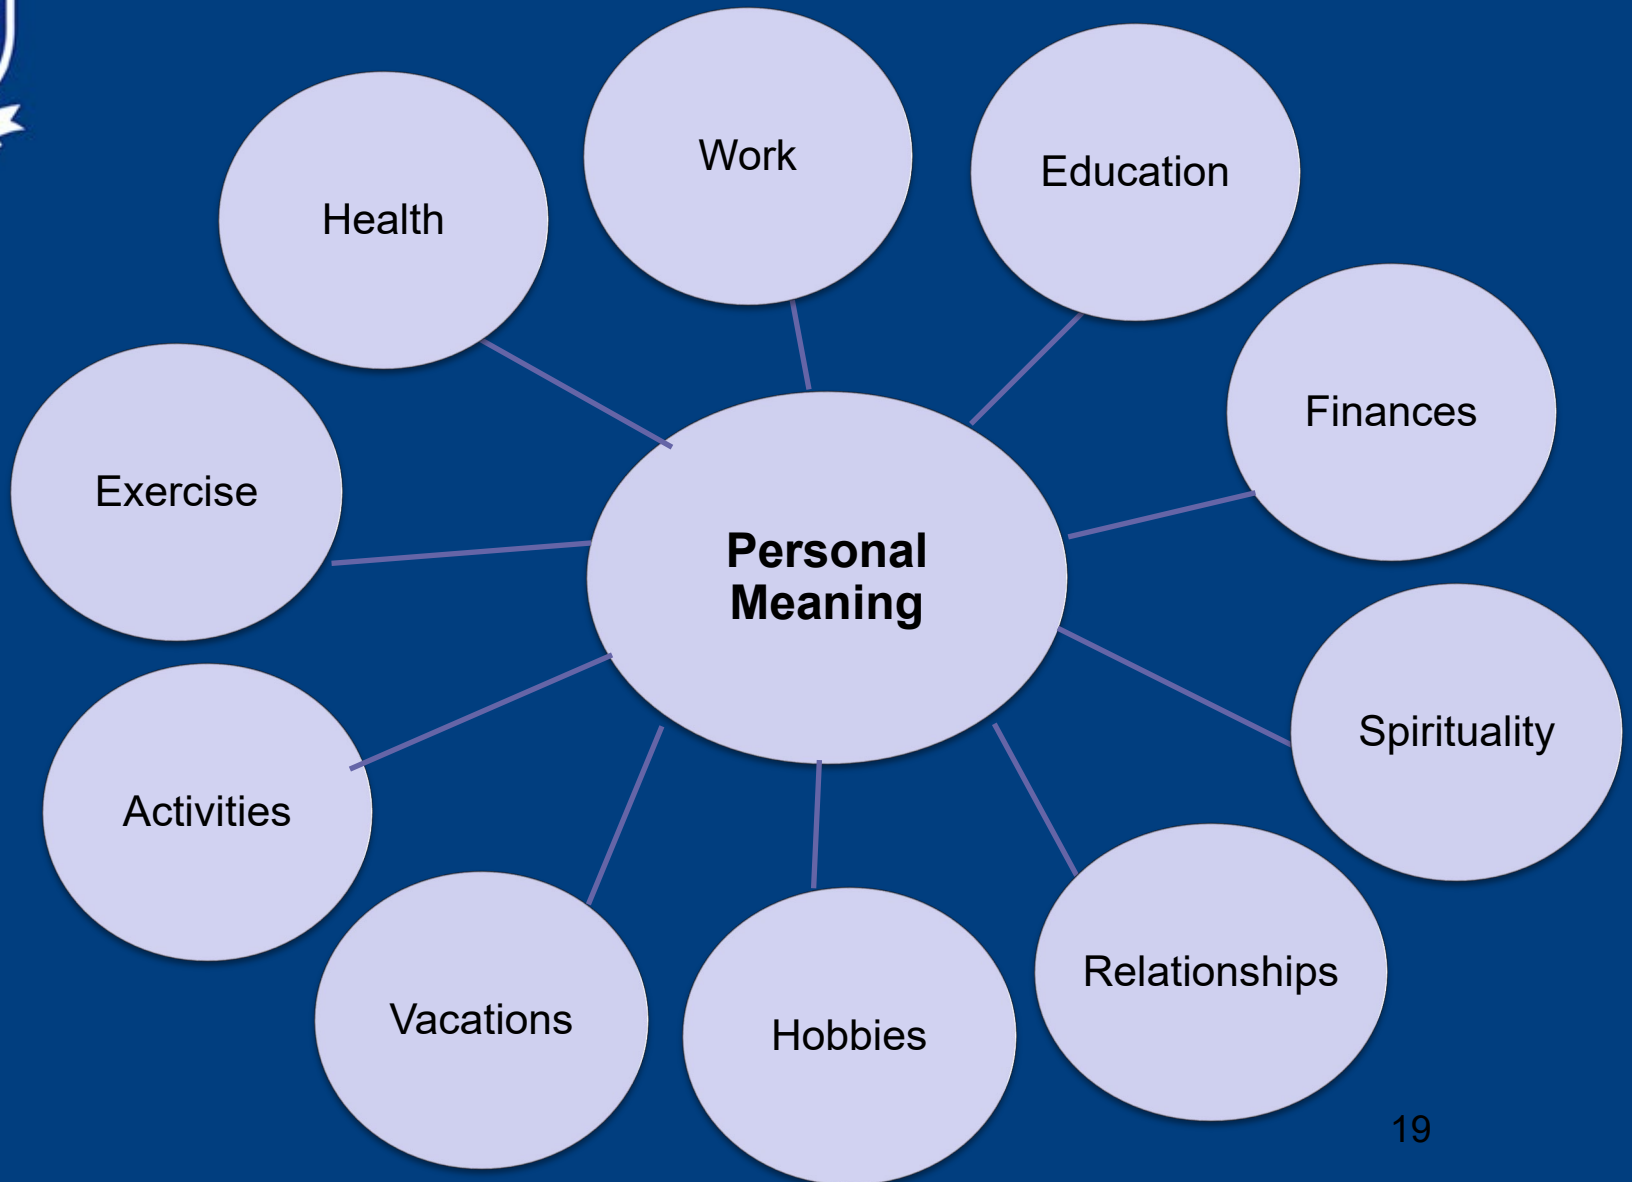 Work
Education
Health
Finances
Exercise
Personal
Meaning
Spirituality
Activities
Relationships
Vacations
Hobbies
19